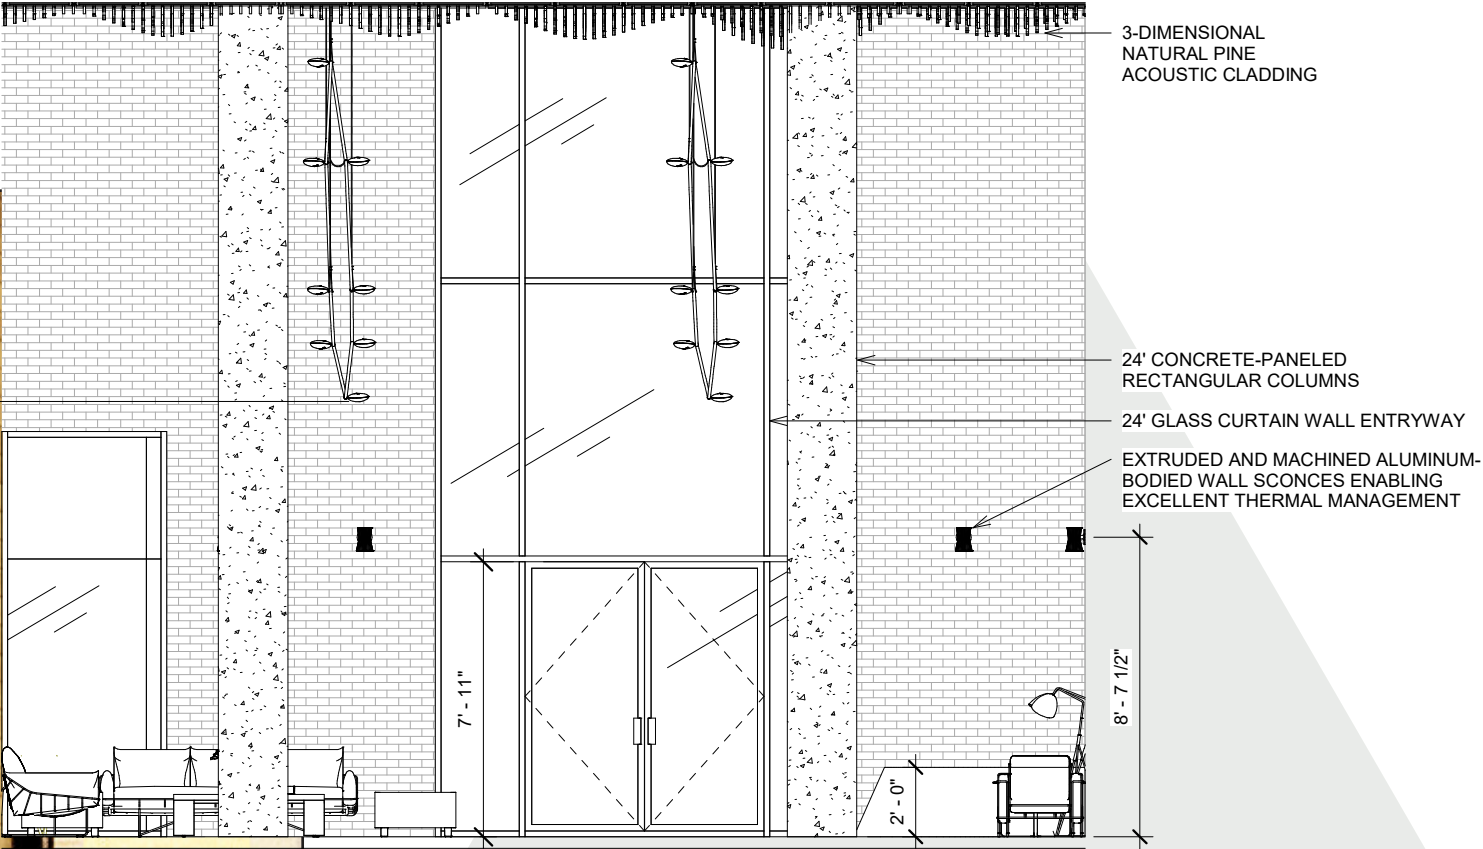 3-DIMENSIONAL
NATURAL PINE
ACOUSTIC CLADDING
24' CONCRETE-PANELED
RECTANGULAR COLUMNS
24' GLASS CURTAIN WALL ENTRYWAY
EXTRUDED AND MACHINED ALUMINUM-
BODIED WALL SCONCES ENABLING
EXCELLENT THERMAL MANAGEMENT
7' - 11"
8' - 7 1/2"
2' - 0"